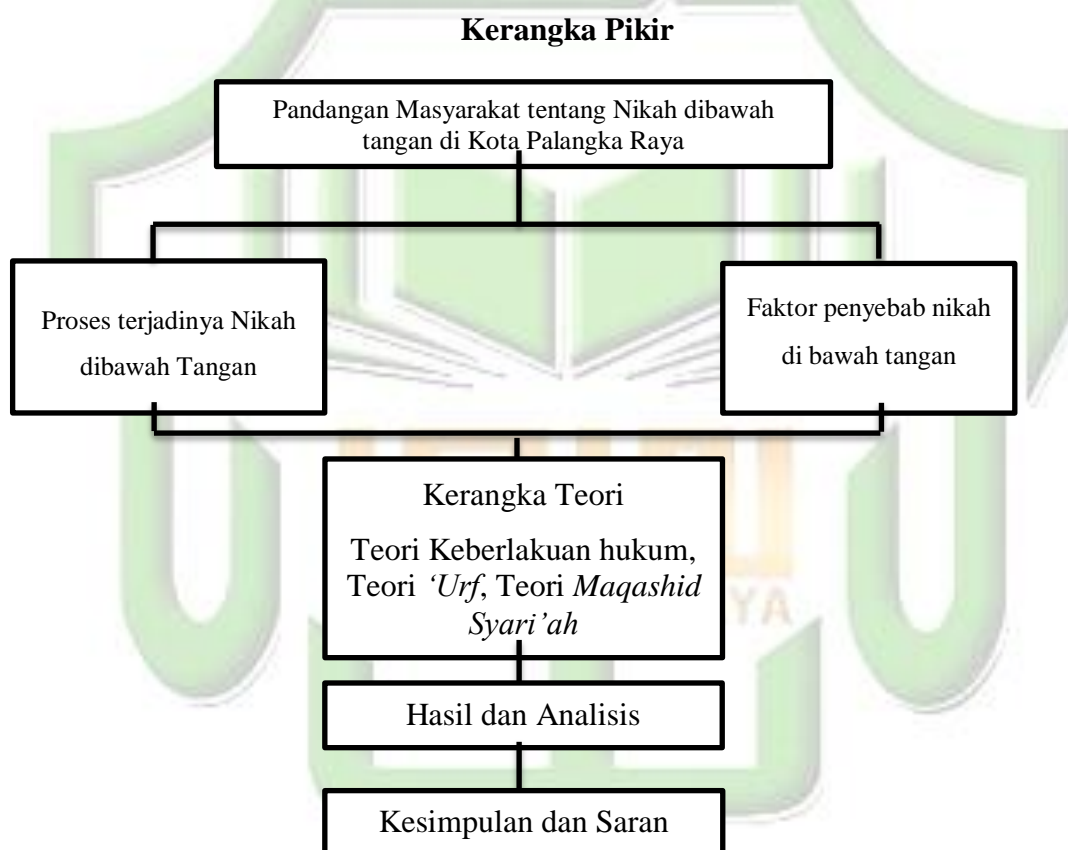 Kerangka Pikir
Pandangan Masyarakat tentang Nikah dibawah
tangan di Kota Palangka Raya
Proses terjadinya Nikah
dibawah Tangan
Faktor penyebab nikah
di bawah tangan
Kerangka Teori
Teori Keberlakuan hukum,
Teori ‘Urf, Teori Maqashid
Syari’ah
Hasil dan Analisis
Kesimpulan dan Saran